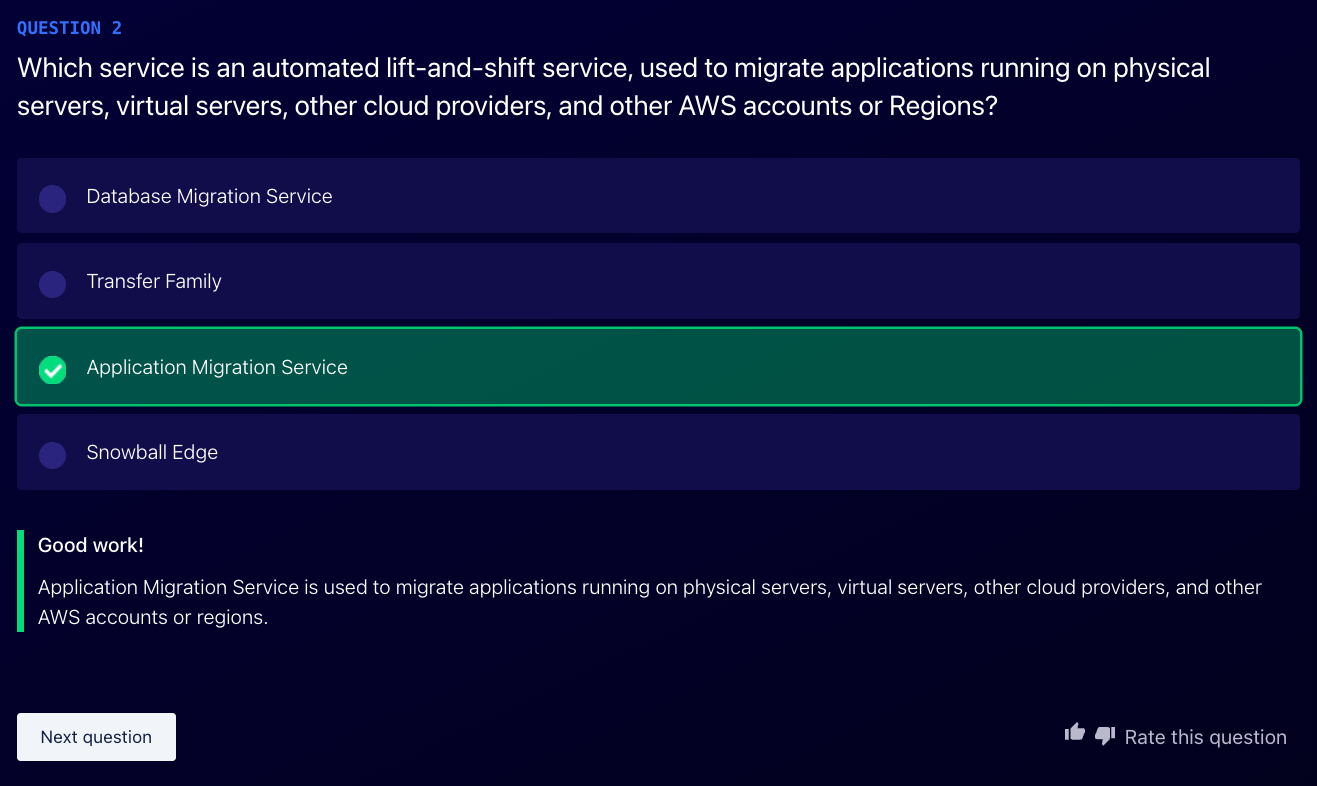 QUESTION 2
Which service is an automated lift-and-shift service, used to migrate applications running on physical
servers, virtual servers, other cloud providers, and other AWS accounts or Regions?
Database Migration Service
Transfer Family
Application Migration Service
Snowball Edge
Good work!
Application Migration Service is used to migrate applications running on physical servers, virtual servers, other cloud providers, and other
AWS accounts or regions.
Next question
Rate this question